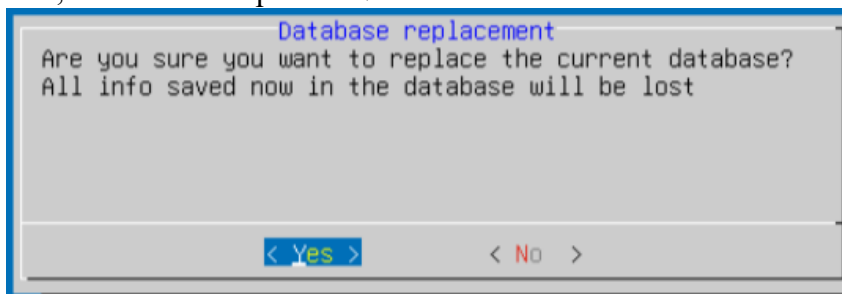 Database replacement
Are you sure you want to replace the current database?
All info saved now in the database will be lost
< Yes > < No >